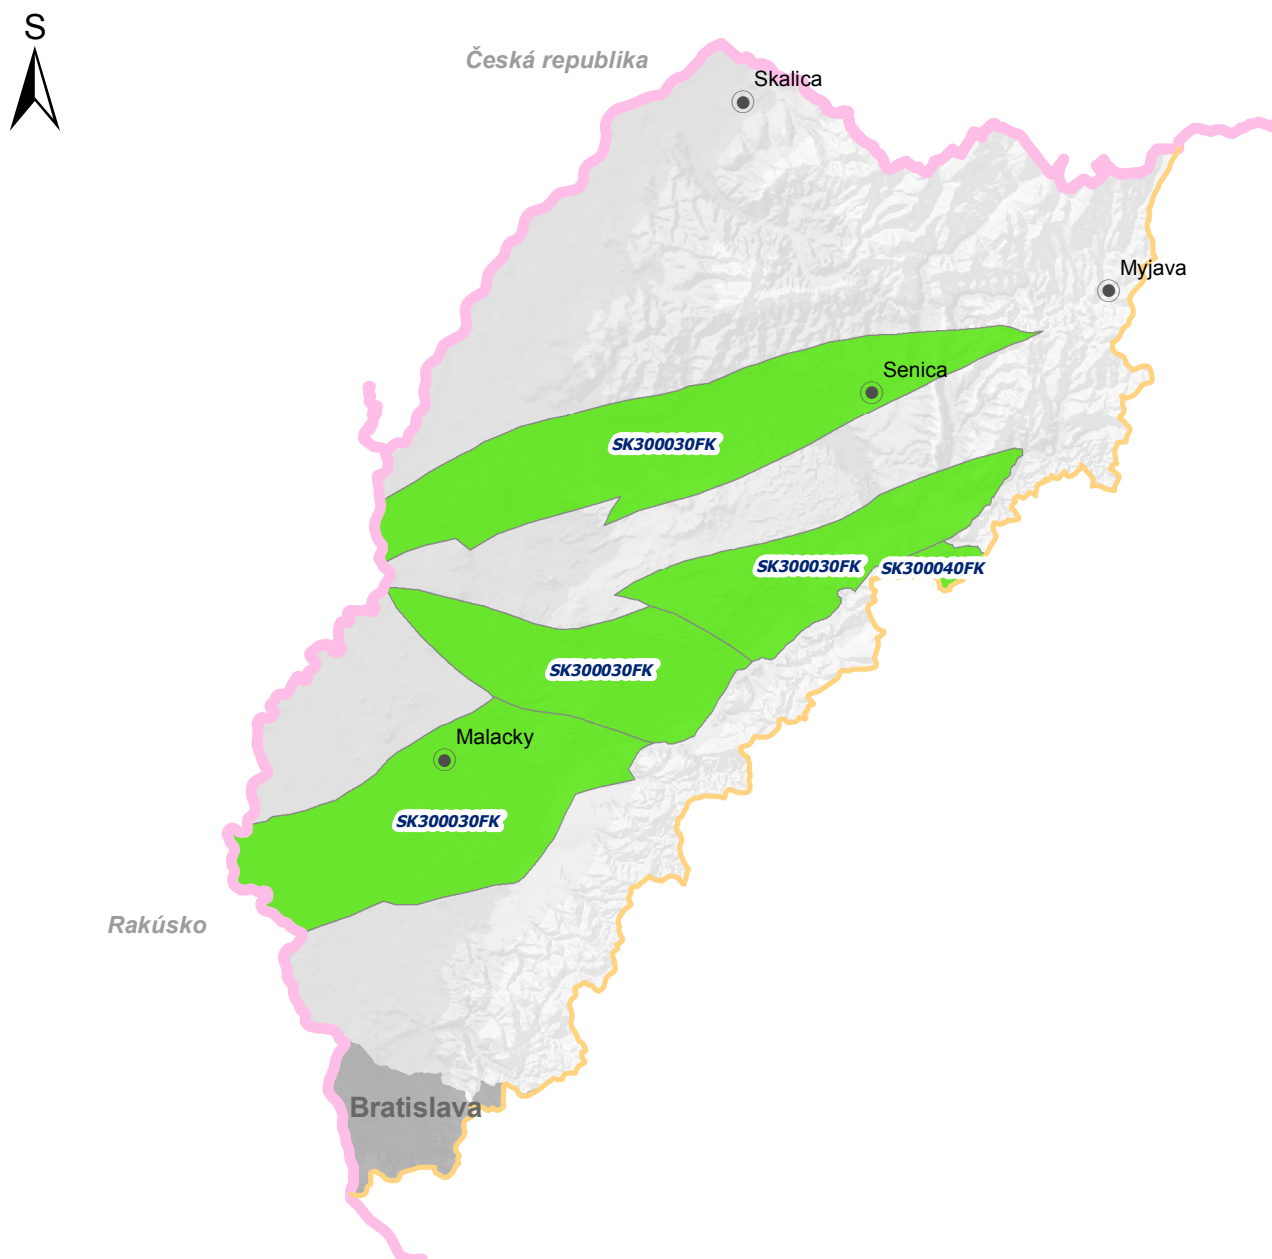 S
Česká republika
Skalica
Myjava
Senica
SK300030FK
SK300030FK
SK300040FK
SK300030FK
Malacky
SK300030FK
Rakúsko
Bratislava